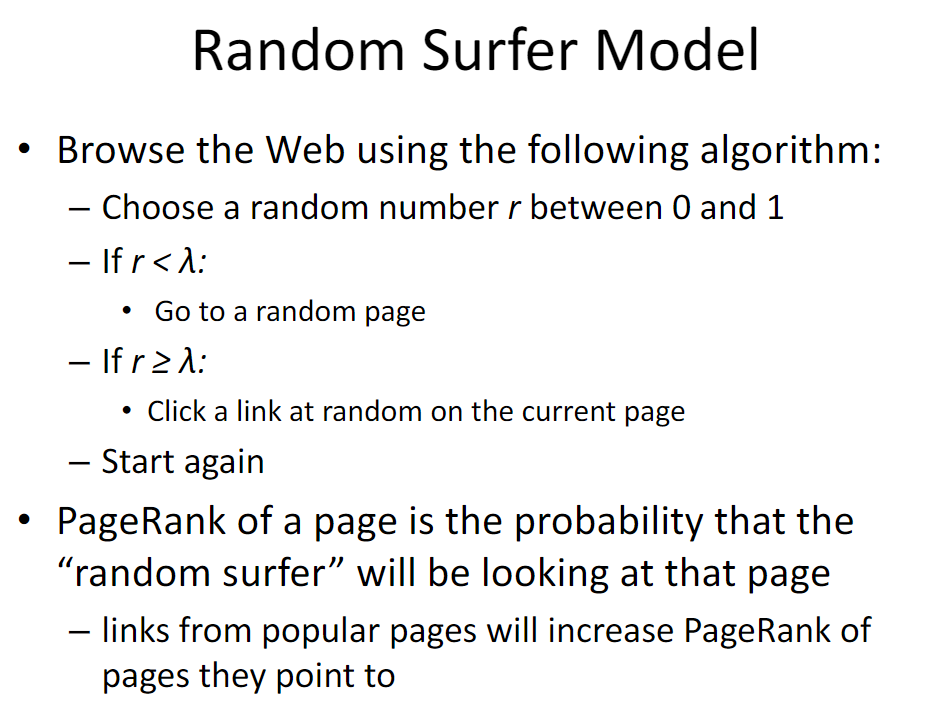 Random Surfer Model
• Browse the Web using the following algorithm:
– Choose a random number r between 0 and 1
– If r < λ:
• Go to a random page
– If r ≥ λ:
• Click a link at random on the current page
– Start again
• PageRank of a page is the probability that the
“random surfer” will be looking at that page
– links from popular pages will increase PageRank of
pages they point to